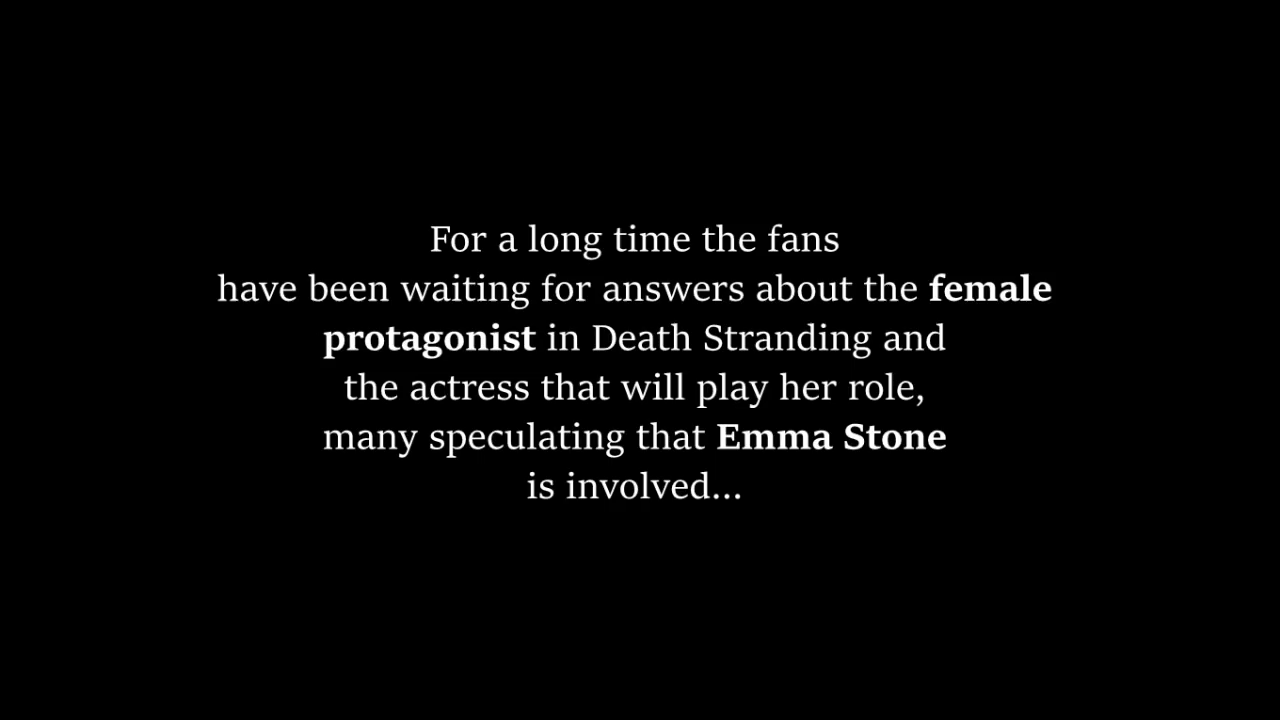 For a long time the fans
have been waiting for answers about the female
protagonist in Death Stranding and
the actress that will play her role,
many speculating that Emma Stone
is involved...